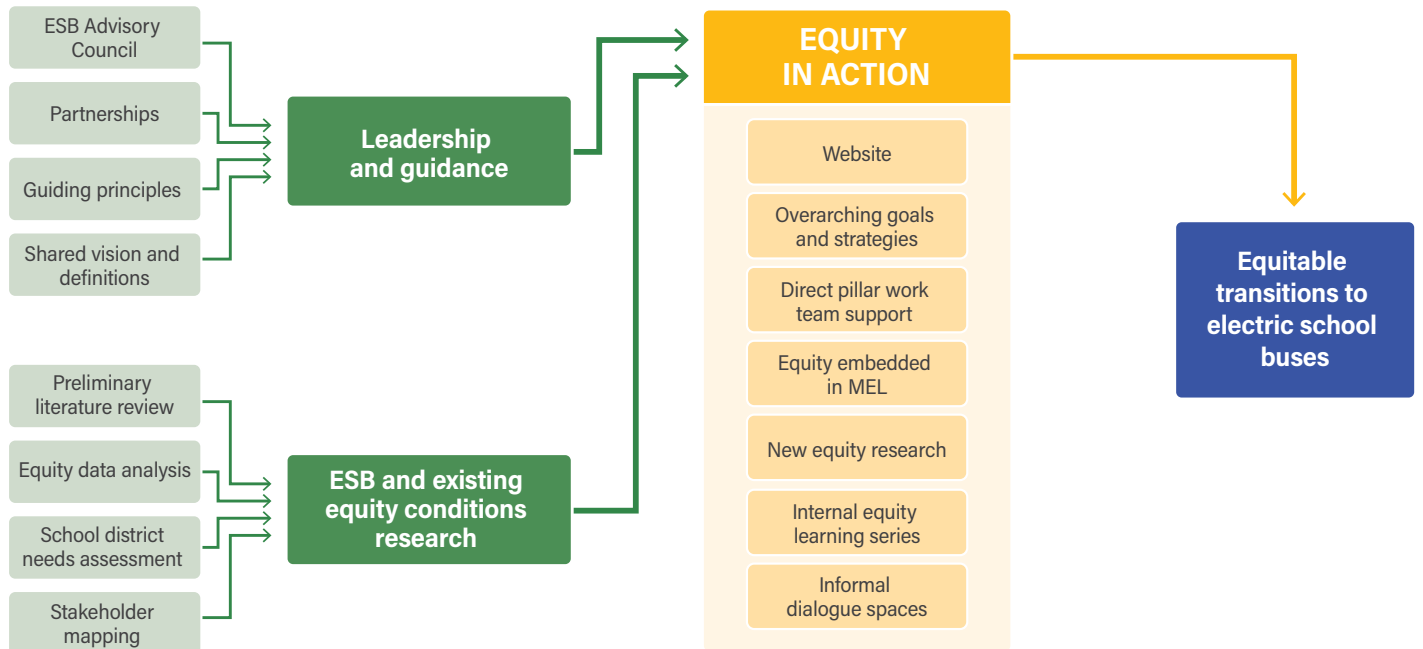 ESB Advisory
Council
Partnerships
Guiding principles
Shared vision and
definitions
Leadership
and guidance
Preliminary
literature review
Equity data analysis
School district
needs assessment
Stakeholder
mapping
ESB and existing
equity conditions
research
EQUITY
IN ACTION
Website
Overarching goals
and strategies
Direct pillar work
team support
Equity embedded
in MEL
New equity research
Internal equity
learning series
Informal
dialogue spaces
Equitable
transitions to
electric school
buses